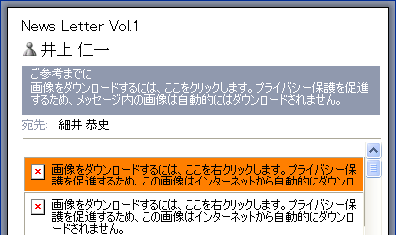 News Letter Vol.1
井上 仁一
ご参考までに
画像をダウンロードするには、ここをクリックします。プライバシー保護を促進
するため、メッセージ内の画像は自動的にはダウンロードされません。
宛先: 細井 恭史
画像をダウンロードするには、ここを右クリックします。プライバシー保
護を促進するため、この画像はインターネットから自動的にダウンロ
画像をダウンロードするには、ここを右クリックします。プライバシー保
護を促進するため、この画像はインターネットから自動的にダウンロ
ードされません。